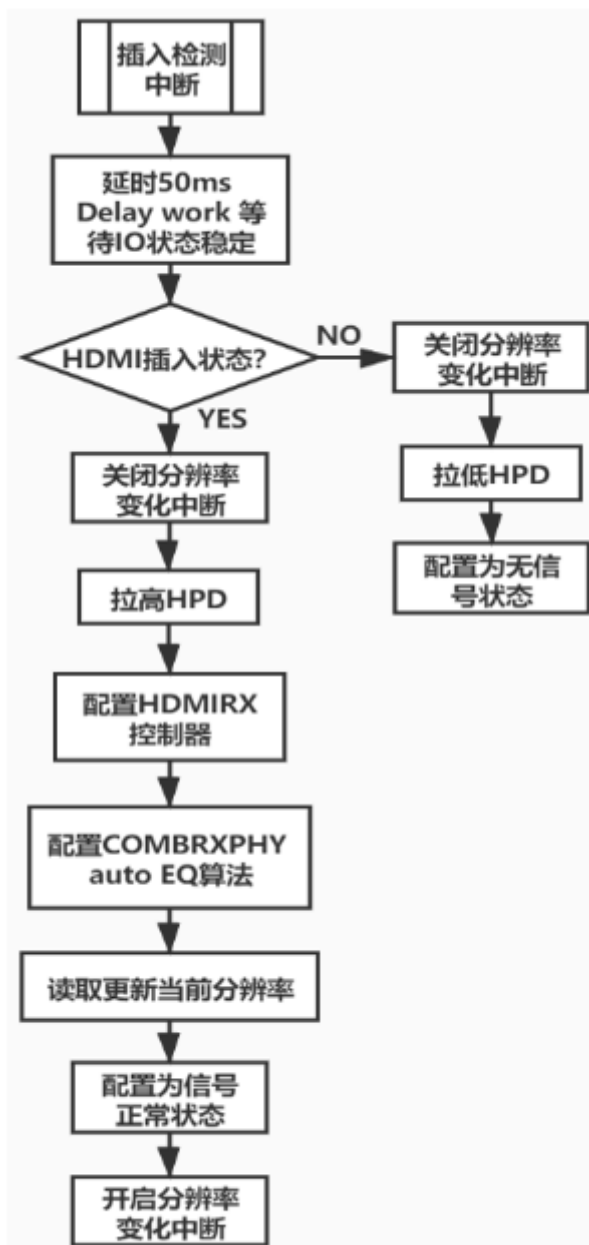 插入检测
中断
延时50ms
Delay work 等
待IO状态稳定
HDMI插入状态?
NO
关闭分辨率
变化中断
拉低HPD
配置为无信
号状态
YES
关闭分辨率
变化中断
拉高HPD
配置HDMIRX
控制器
配置COMBRXPHY
auto EQ算法
读取更新当前分辨率
配置为信号
正常状态
开启分辨率
变化中断